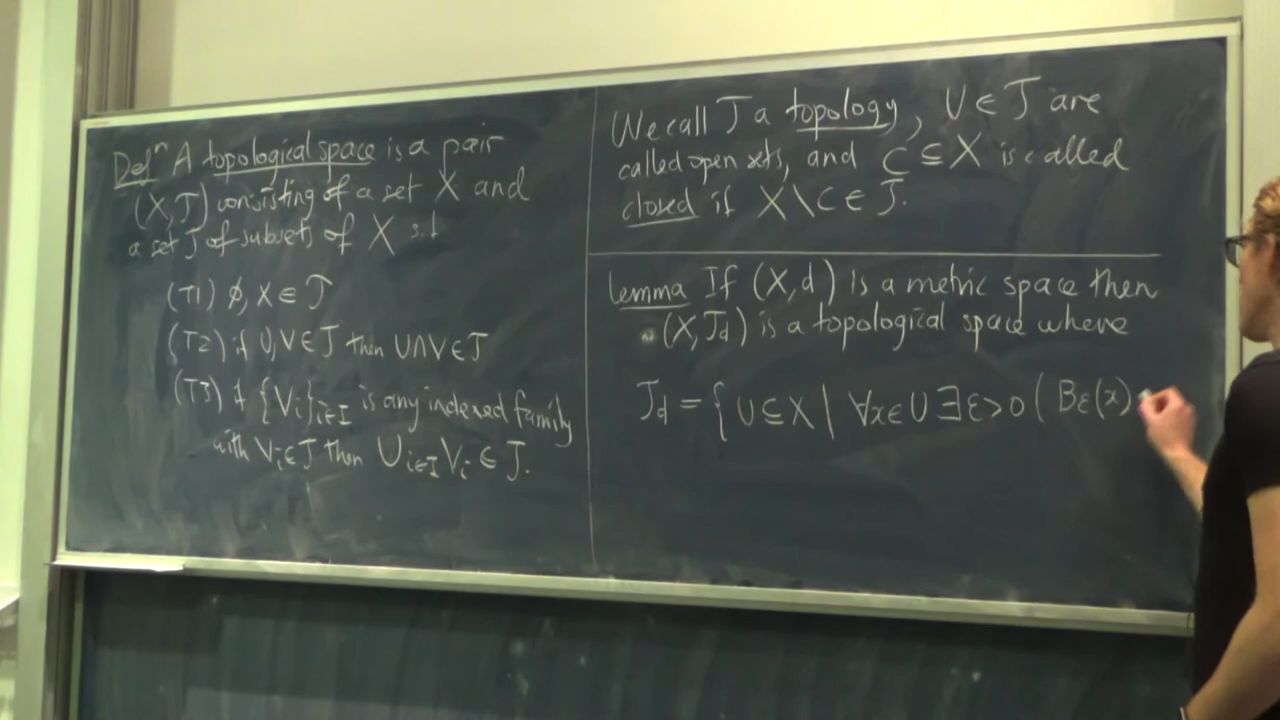 Defⁿ A topological space is a pair
(X, 𝒯) consisting of a set X and
a set 𝒯 of subsets of X s.t.
(T1) ∅, X ∈ 𝒯
(T2) if U, V ∈ 𝒯 then U∩V ∈ 𝒯
(T3) if {Vᵢ}ᵢ∈I is any indexed family
with Vᵢ ∈ 𝒯 then ∪ᵢ∈I Vᵢ ∈ 𝒯.
We call 𝒯 a topology, U ∈ 𝒯 are
called open sets, and C ⊆ X is called
closed if X\C ∈ 𝒯.
Lemma If (X, d) is a metric space then
(X, 𝒯d) is a topological space where
𝒯d = { U ⊆ X | ∀x∈U ∃ε>0 ( Bε(x)